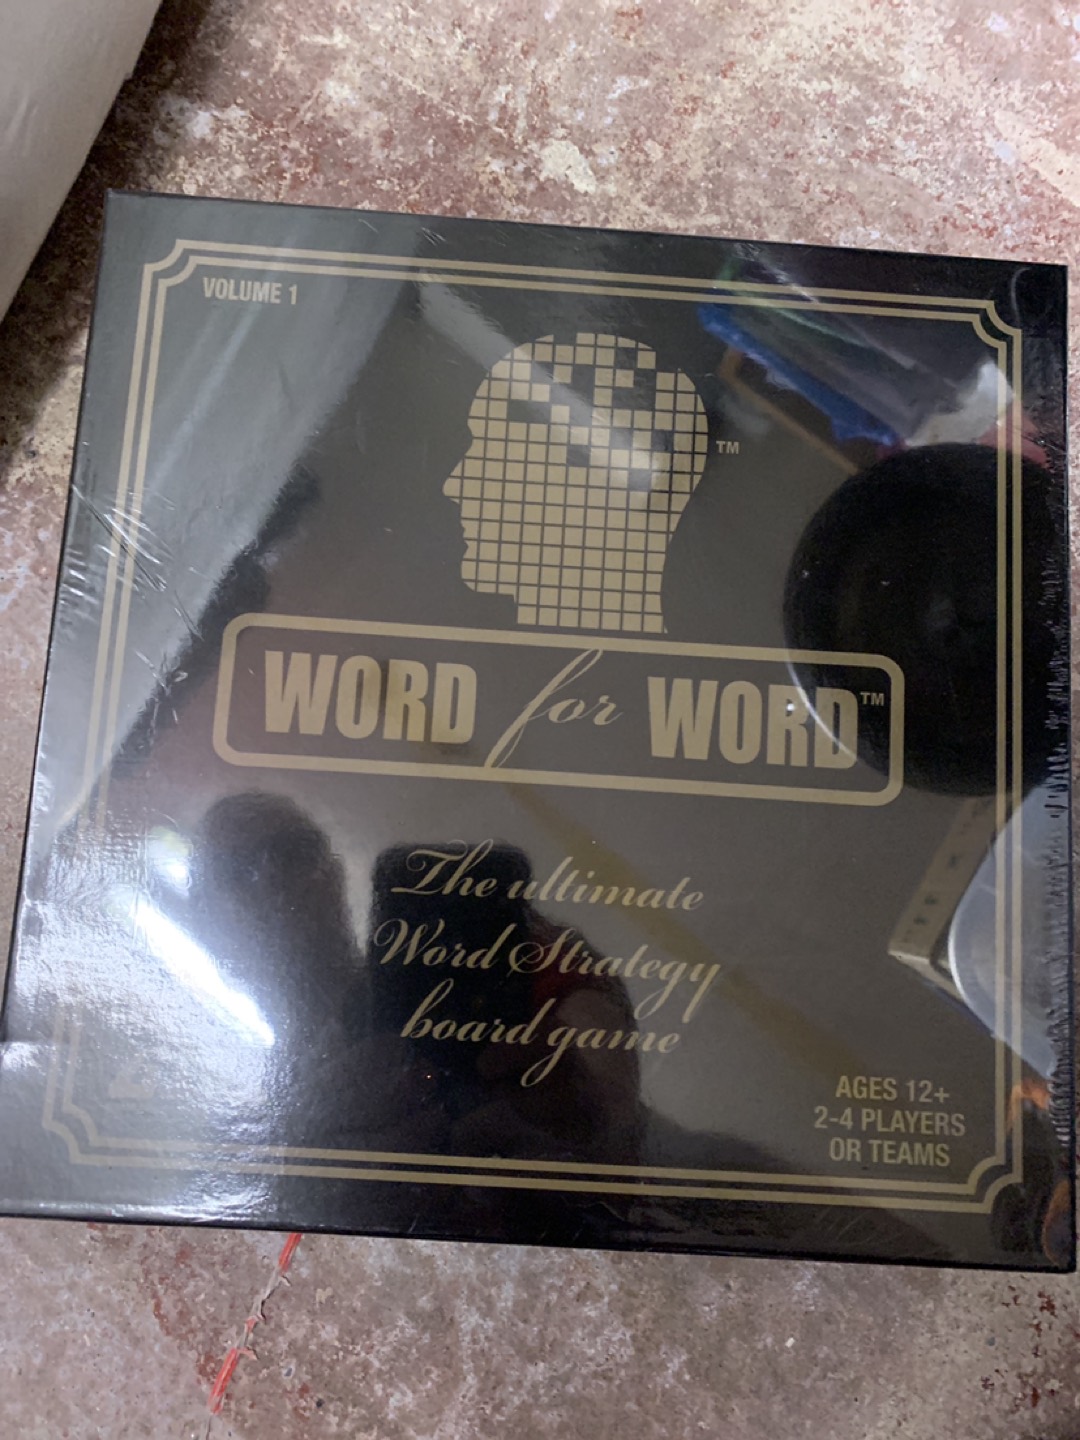 VOLUME 1
TM
WORD for WORD™
The ultimate
Word Strategy
board game
AGES 12+
2-4 PLAYERS
OR TEAMS